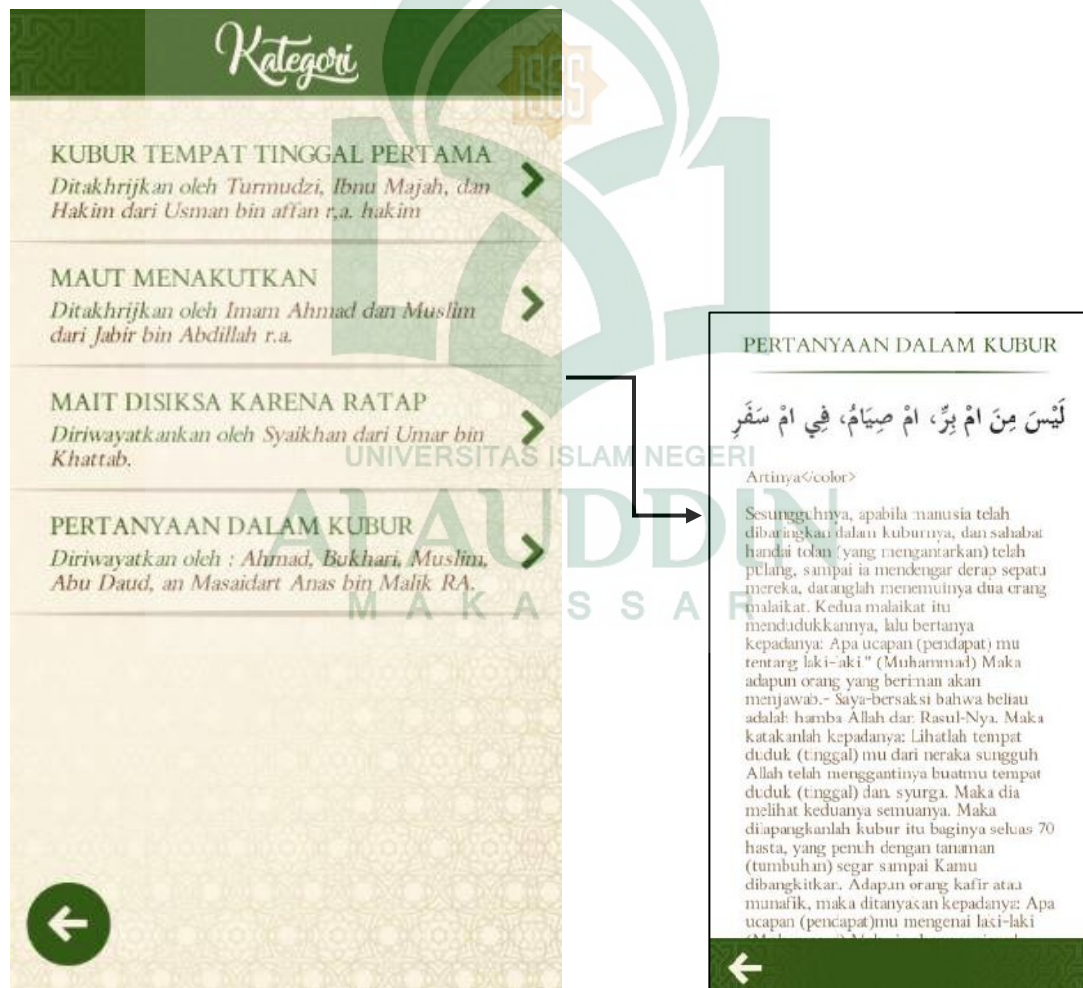 Kategori
KUBUR TEMPAT TINGGAL PERTAMA
Ditakhrijkan oleh Turmudzi, Ibnu Majah, dan
Hakim dari Usman bin affan r,a. hakim
MAUT MENAKUTKAN
Ditakhrijkan oleh Imam Ahmad dan Muslim
dari Jabir bin Abdillah r.a.
MAIT DISIKSA KARENA RATAP
Diriwayatkankan oleh Syaikhan dari Umar bin
Khattab.
PERTANYAAN DALAM KUBUR
Diriwayatkan oleh : Ahmad, Bukhari, Muslim,
Abu Daud, an Masaidart Anas bin Malik RA.
UNIVERSITAS ISLAM NEGERI
ALAUDDIN
MAKASSAR
1965
PERTANYAAN DALAM KUBUR
لَيْسَ مِنَ امْ بِرِّ، امْ صِيَامُ، فِي امْ سَفَرِ
Artinya</color>
Sesungguhnya, apabila manusia telah
dibaringkan dalam kuburnya, dan sahabat
handai tolan (yang mengantarkan) telah
pulang, sampai ia mendengar derap sepatu
mereka, datanglah menemuinya dua orang
malaikat. Kedua malaikat itu
mendudukkannya, lalu bertanya
kepadanya: Apa ucapan (pendapat) mu
tentang laki-laki." (Muhammad) Maka
adapun orang yang beriman akan
menjawab.- Saya-bersaksi bahwa beliau
adalah hamba Allah dan Rasul-Nya. Maka
katakanlah kepadanya: Lihatlah tempat
duduk (tinggal) mu dari neraka sungguh
Allah telah menggantinya buatmu tempat
duduk (tinggal) dan syurga. Maka dia
melihat keduanya semuanya. Maka
dilapangkanlah kubur itu baginya seluas 70
hasta, yang penuh dengan tanaman
(tumbuhan) segar sampai Kamu
dibangkitkan. Adapun orang kafir atau
munafik, maka ditanyakan kepadanya: Apa
ucapan (pendapat)mu mengenai laki-laki